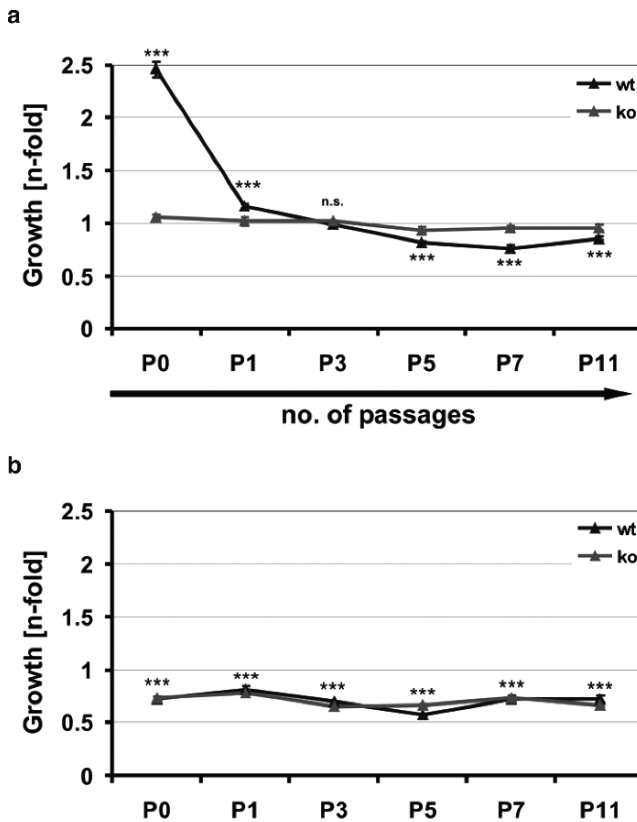 a
Growth [n-fold]
2.5
2
1.5
1
0.5
0
***
***
n.s.
***
***
***
wt
ko
P0 P1 P3 P5 P7 P11
no. of passages
b
Growth [n-fold]
2.5
2
1.5
1
0.5
0
*** *** *** *** *** ***
wt
ko
P0 P1 P3 P5 P7 P11